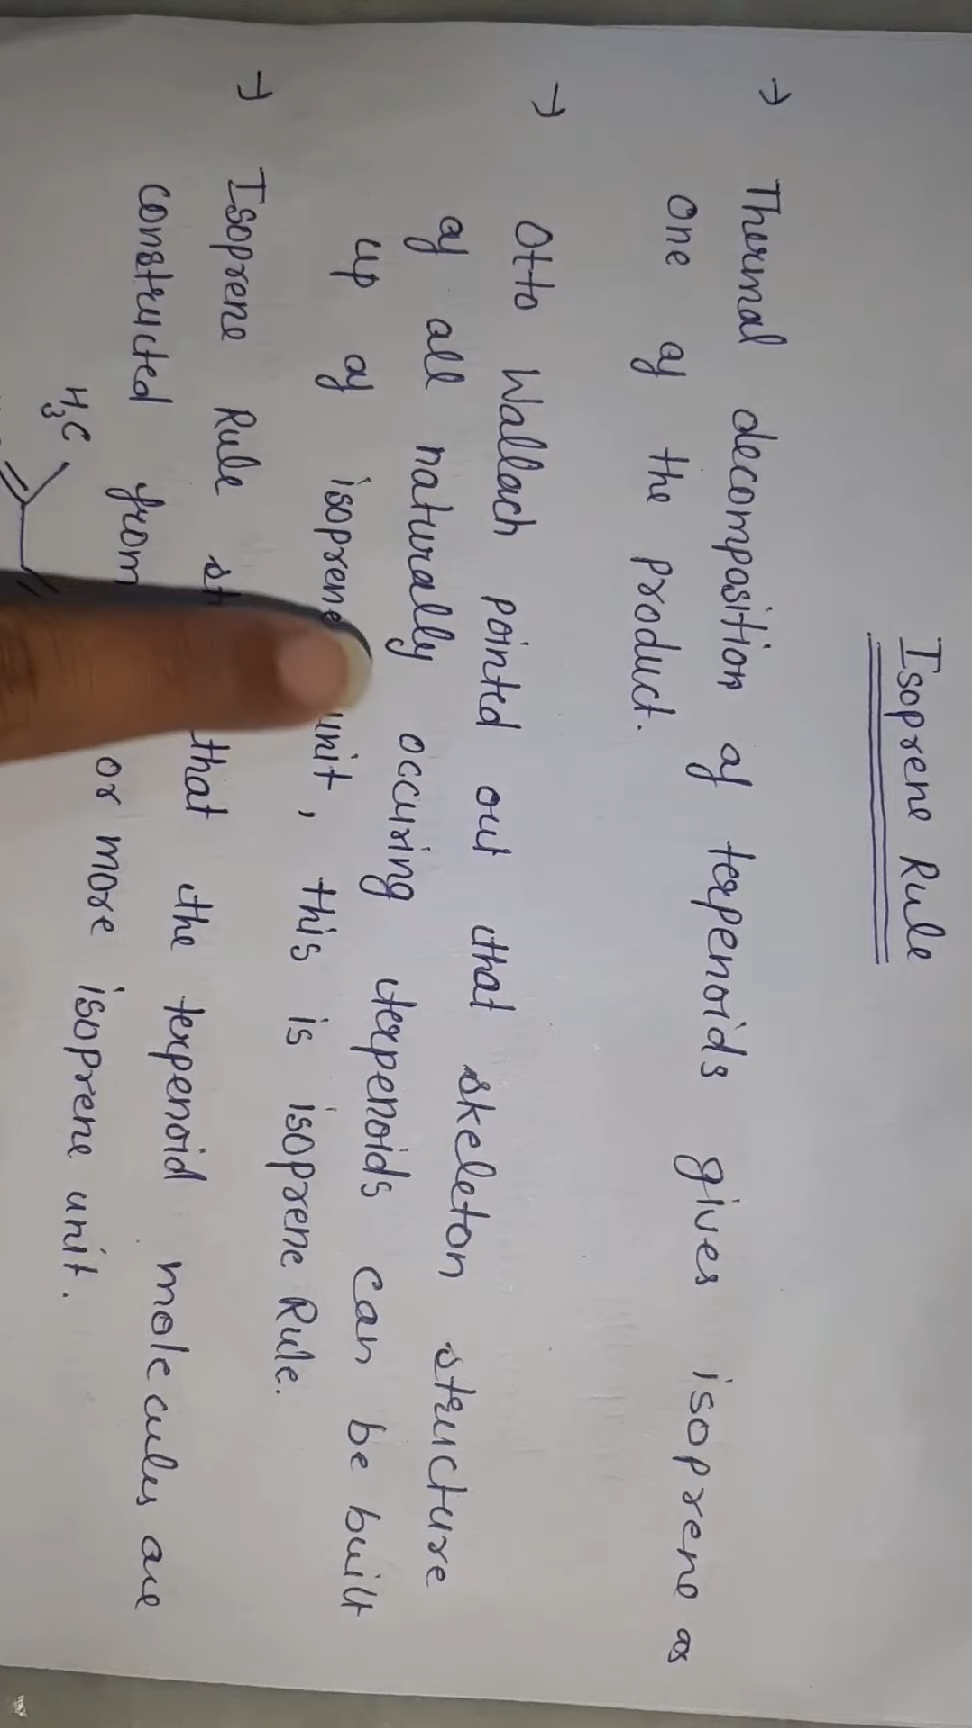 Isoprene Rule
→ Thermal decomposition of terpenoids gives isoprene as
one of the product.
→ Otto Wallach pointed out that skeleton structure
of all naturally occuring terpenoids can be built
up of isoprene unit, this is isoprene Rule.
→ Isoprene Rule that the terpenoid molecules are
constructed from or more isoprene unit.
H₃C